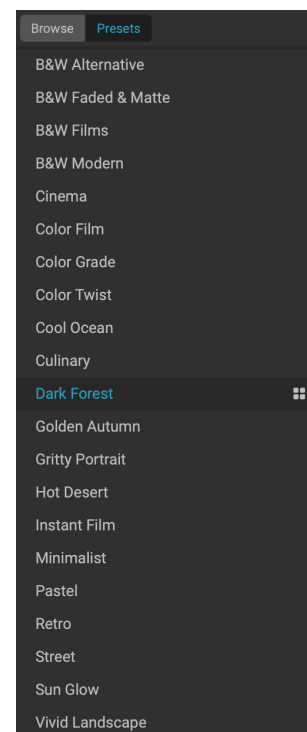 Browse Presets
B&W Alternative
B&W Faded & Matte
B&W Films
B&W Modern
Cinema
Color Film
Color Grade
Color Twist
Cool Ocean
Culinary
Dark Forest
Golden Autumn
Gritty Portrait
Hot Desert
Instant Film
Minimalist
Pastel
Retro
Street
Sun Glow
Vivid Landscape